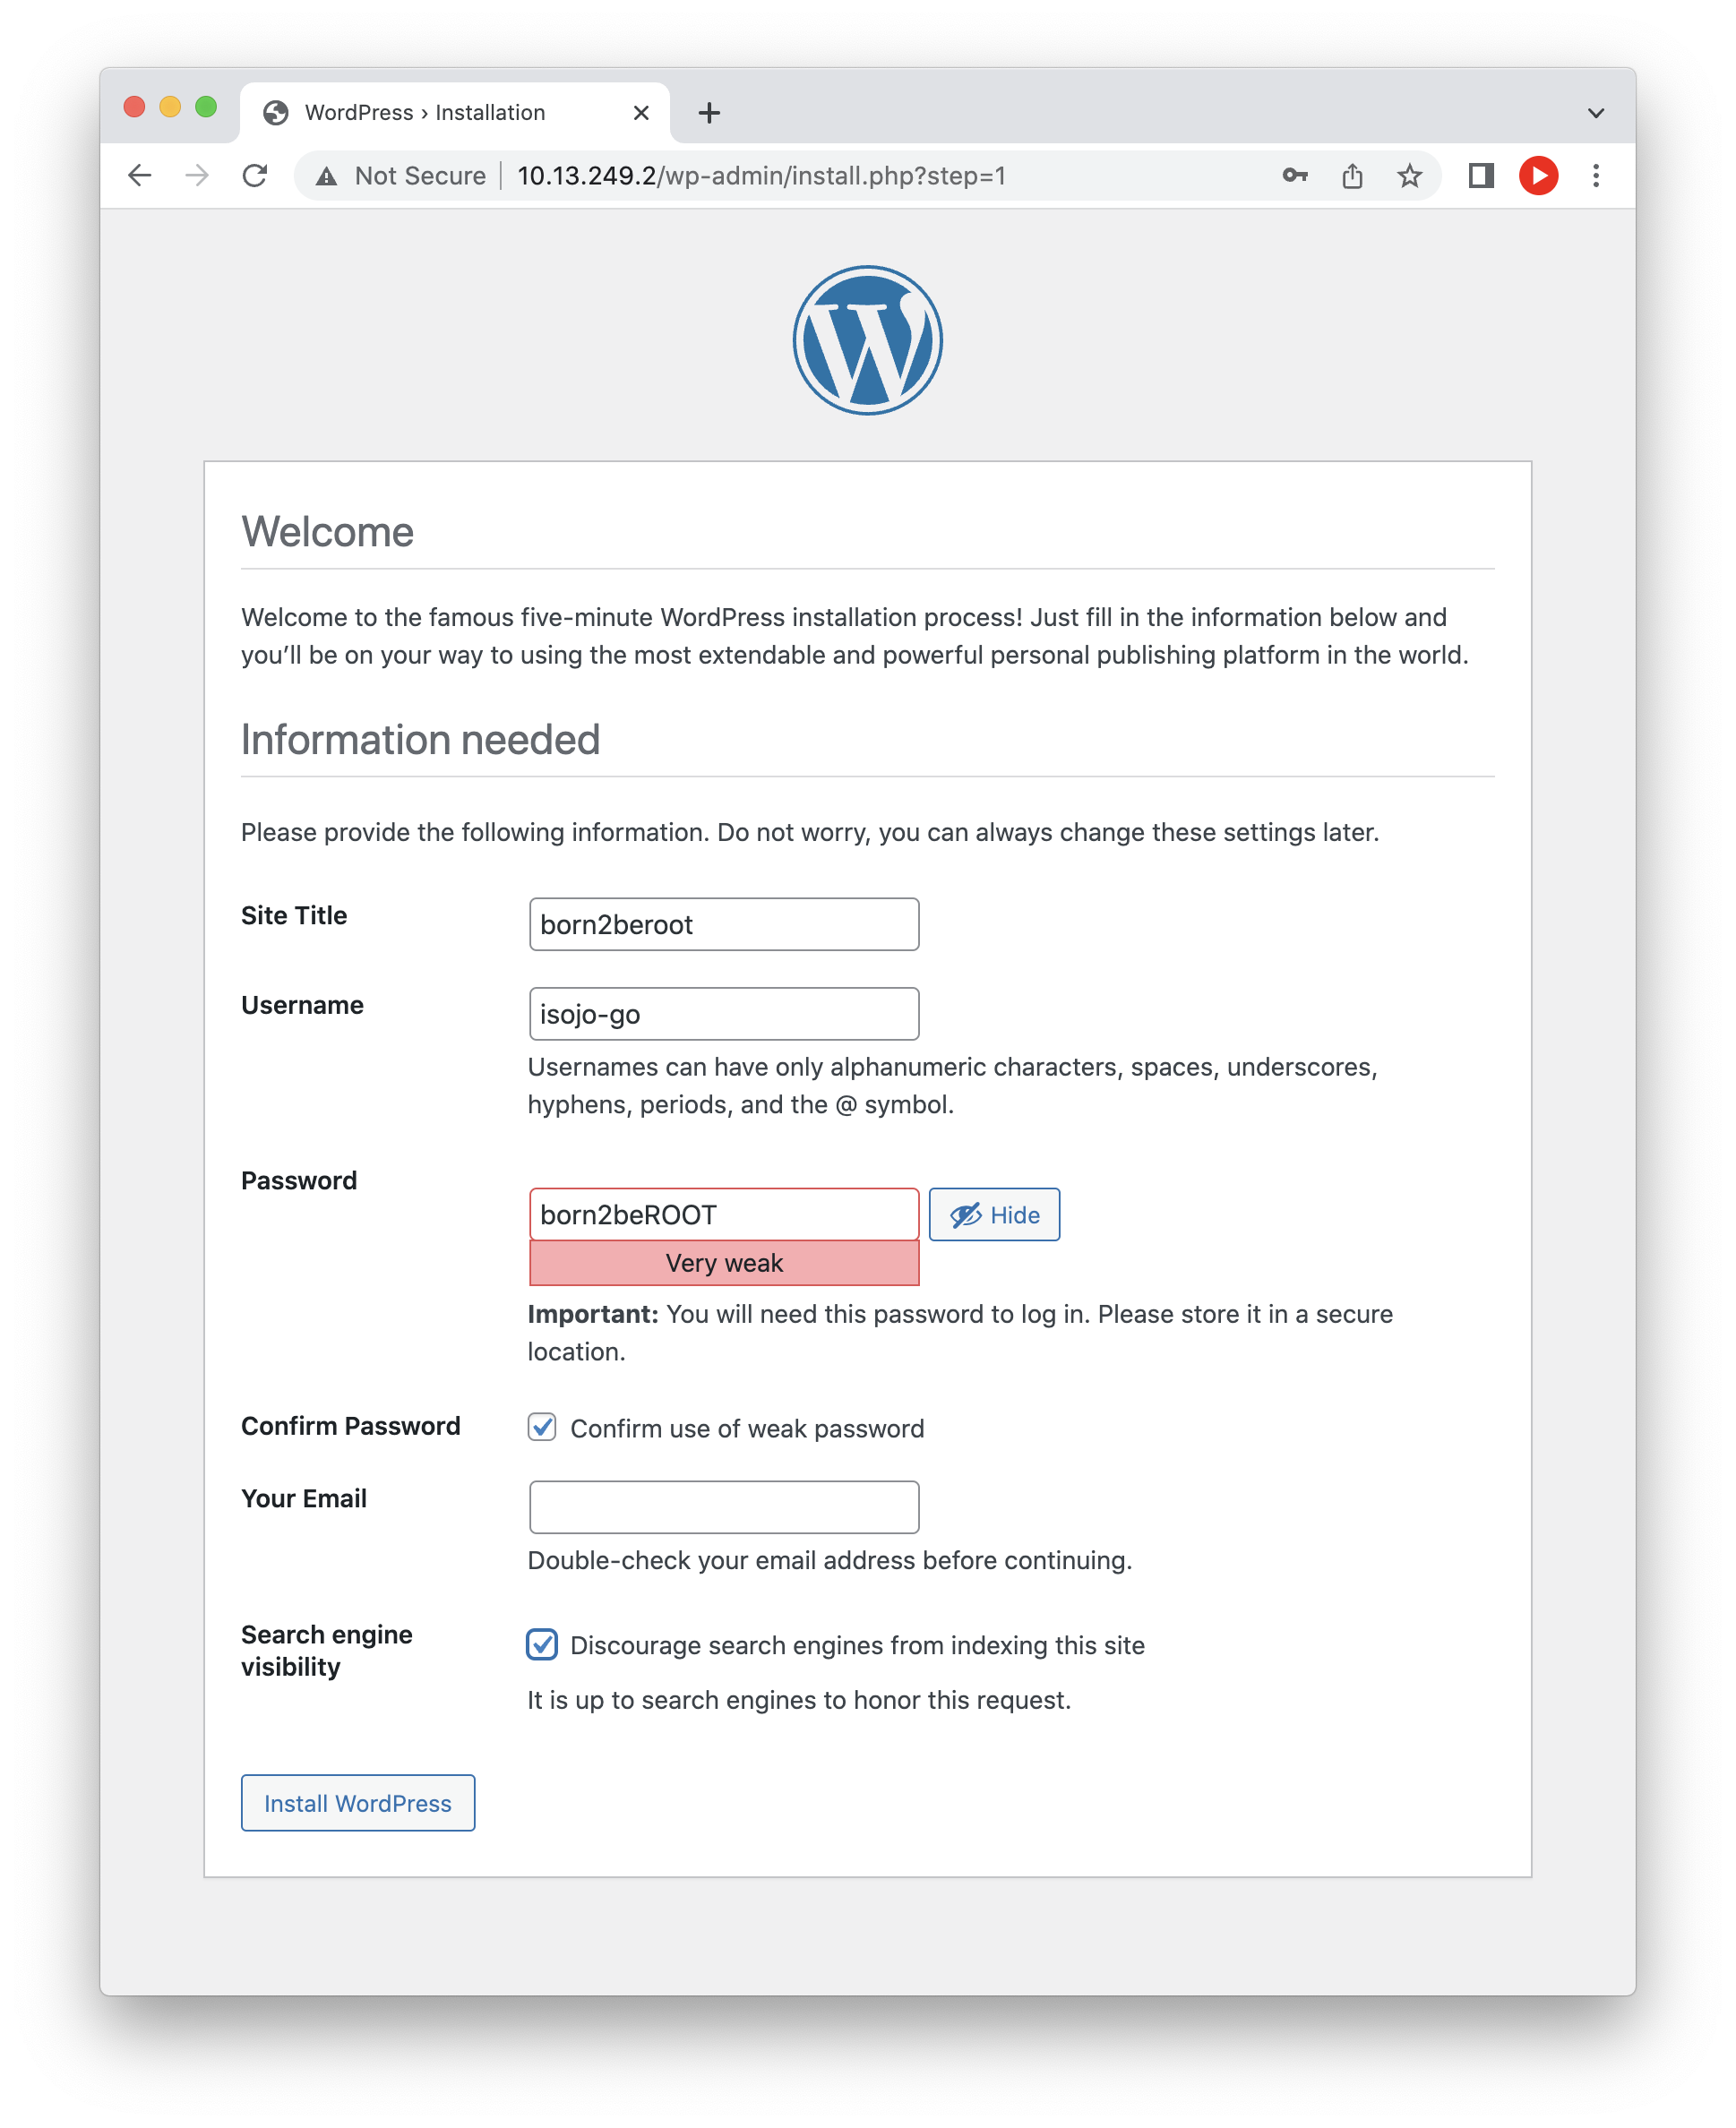 WordPress › Installation
Not Secure 10.13.249.2/wp-admin/install.php?step=1
Welcome
Welcome to the famous five-minute WordPress installation process! Just fill in the information below and
you’ll be on your way to using the most extendable and powerful personal publishing platform in the world.
Information needed
Please provide the following information. Do not worry, you can always change these settings later.
Site Title
born2beroot
Username
isojo-go
Usernames can have only alphanumeric characters, spaces, underscores,
hyphens, periods, and the @ symbol.
Password
born2beROOT
Hide
Very weak
Important: You will need this password to log in. Please store it in a secure
location.
Confirm Password
Confirm use of weak password
Your Email
Double-check your email address before continuing.
Search engine
visibility
Discourage search engines from indexing this site
It is up to search engines to honor this request.
Install WordPress